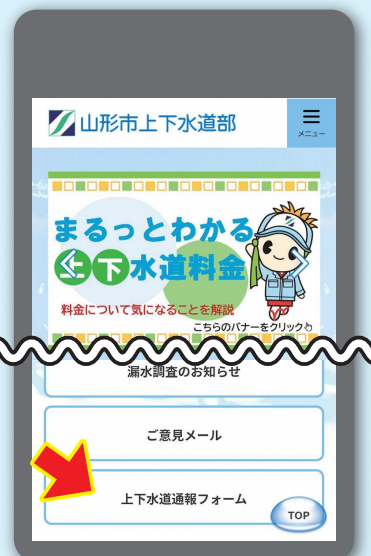 山形市上下水道部
メニュー
まるっとわかる
上下水道料金
料金について気になることを解説
こちらのバナーをクリック
漏水調査のお知らせ
ご意見メール
上下水道通報フォーム
TOP